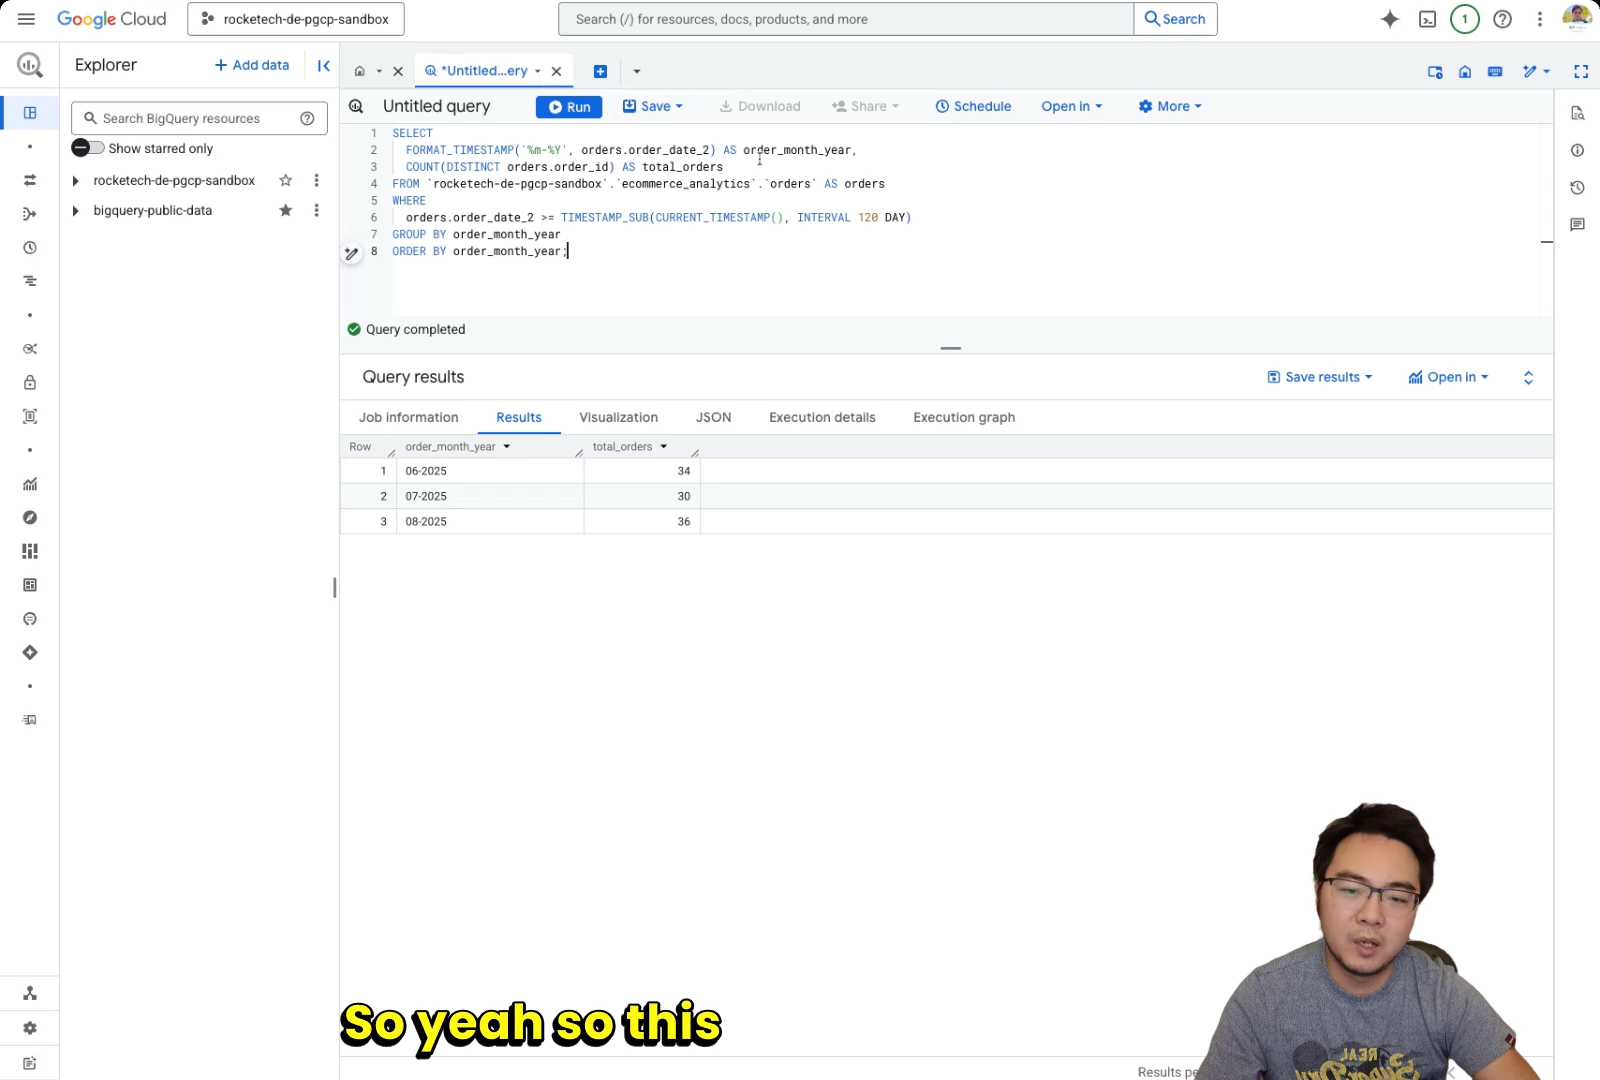 Google Cloud
rocketech-de-pgcp-sandbox
Search (/) for resources, docs, products, and more
Search
1
Explorer
+ Add data
*Untitled...ery
Search BigQuery resources
Show starred only
rocketech-de-pgcp-sandbox
bigquery-public-data
Untitled query
Run
Save
Download
Share
Schedule
Open in
More
1 SELECT
2 FORMAT_TIMESTAMP('%m-%Y', orders.order_date_2) AS order_month_year,
3 COUNT(DISTINCT orders.order_id) AS total_orders
4 FROM `rocketech-de-pgcp-sandbox`.`ecommerce_analytics`.`orders` AS orders
5 WHERE
6 orders.order_date_2 >= TIMESTAMP_SUB(CURRENT_TIMESTAMP(), INTERVAL 120 DAY)
7 GROUP BY order_month_year
8 ORDER BY order_month_year;
Query completed
Query results
Save results
Open in
Job information
Results
Visualization
JSON
Execution details
Execution graph
Row order_month_year total_orders
1 06-2025 34
2 07-2025 30
3 08-2025 36
So yeah so this
Results
REAL